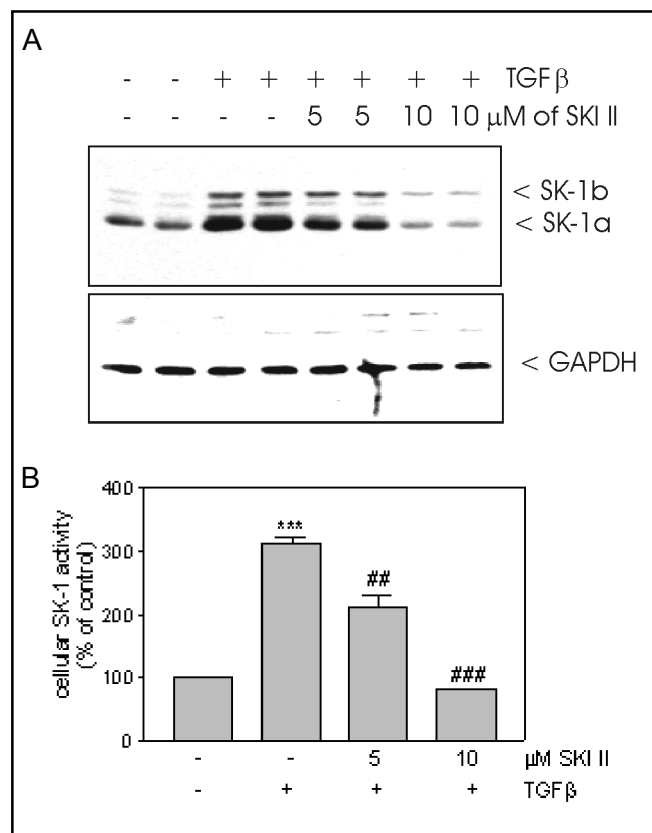 A
- - + + + + + + TGFβ
- - - - 5 5 10 10 μM of SKI II
< SK-1b
< SK-1a
< GAPDH
B
cellular SK-1 activity
(% of control)
400
300
200
100
0
***
##
###
- - 5 10 μM SKI II
- + + + TGFβ